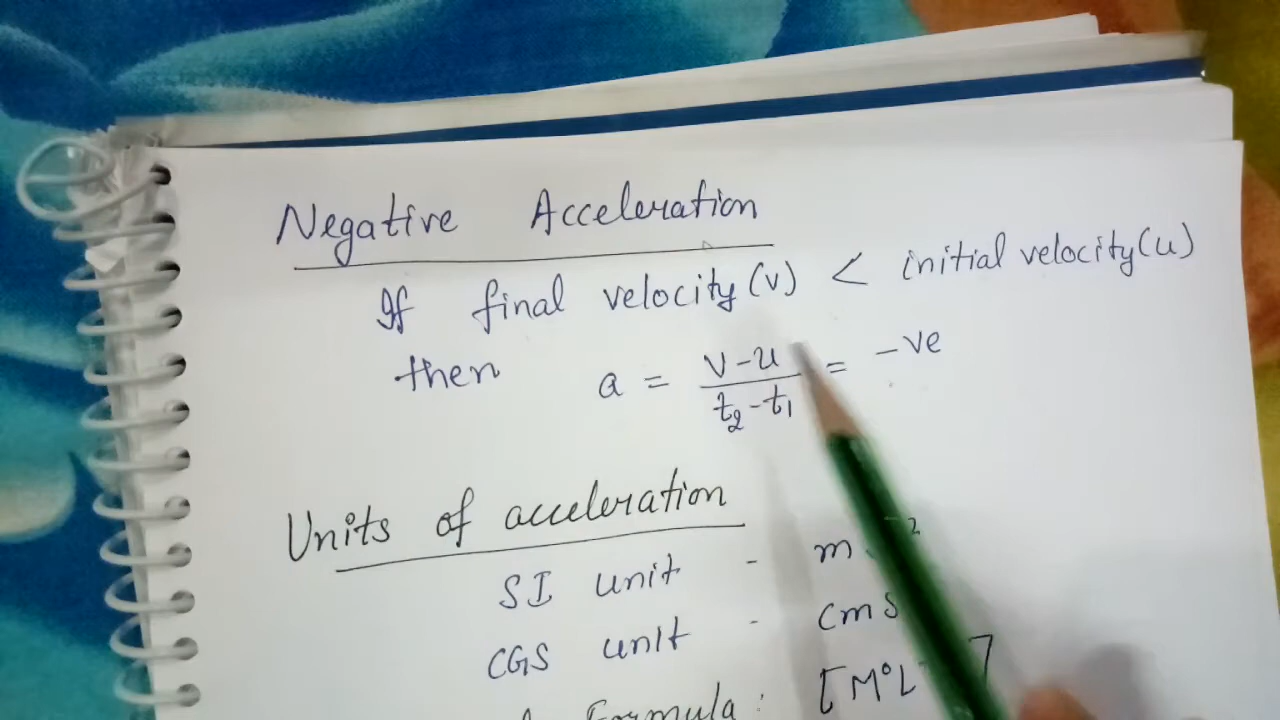 Negative Acceleration
If final velocity (v) < initial velocity (u)
then a = v-u / t₂-t₁ = -ve
Units of acceleration
SI unit - m
CGS unit - cms
Formula: [M°L